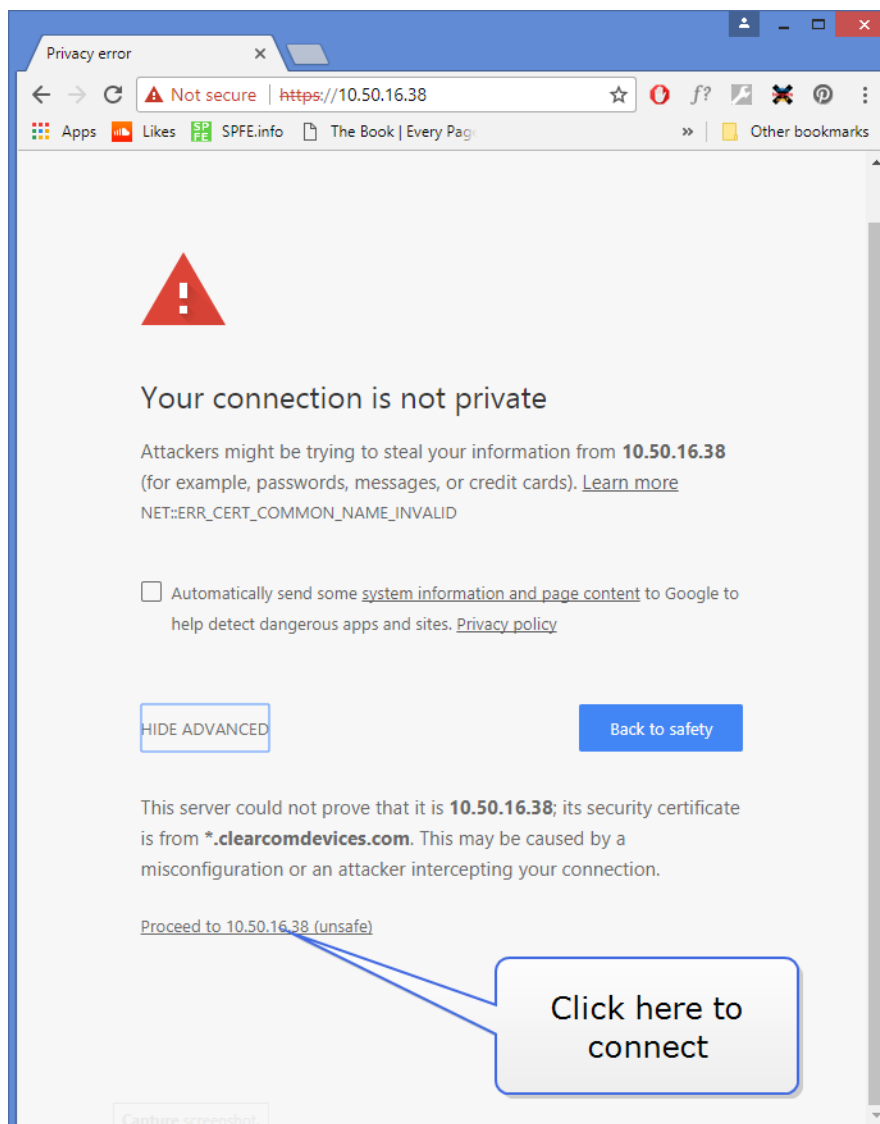 Privacy error
Not secure | https://10.50.16.38
f?
Apps Likes SP FE SPFE.info The Book | Every Pag » Other bookmarks
Your connection is not private
Attackers might be trying to steal your information from 10.50.16.38
(for example, passwords, messages, or credit cards). Learn more
NET::ERR_CERT_COMMON_NAME_INVALID
Automatically send some system information and page content to Google to
help detect dangerous apps and sites. Privacy policy
HIDE ADVANCED
Back to safety
This server could not prove that it is 10.50.16.38; its security certificate
is from *.clearcomdevices.com. This may be caused by a
misconfiguration or an attacker intercepting your connection.
Proceed to 10.50.16.38 (unsafe)
Click here to
connect
Capture screenshot